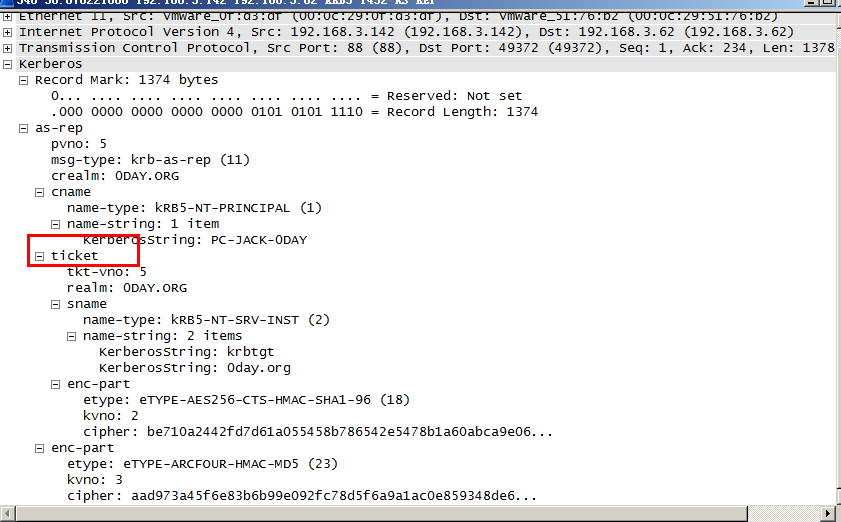 Ethernet II, Src: Vmware_0f:d3:df (00:0c:29:0f:d3:df), Dst: Vmware_51:76:b2 (00:0c:29:51:76:b2)
Internet Protocol Version 4, Src: 192.168.3.142 (192.168.3.142), Dst: 192.168.3.62 (192.168.3.62)
Transmission Control Protocol, Src Port: 88 (88), Dst Port: 49372 (49372), Seq: 1, Ack: 234, Len: 1378
Kerberos
Record Mark: 1374 bytes
0... .... .... .... .... .... .... .... = Reserved: Not set
.000 0000 0000 0000 0000 0101 0101 1110 = Record Length: 1374
as-rep
pvno: 5
msg-type: krb-as-rep (11)
crealm: 0DAY.ORG
cname
name-type: kRB5-NT-PRINCIPAL (1)
name-string: 1 item
KerberosString: PC-JACK-0DAY
ticket
tkt-vno: 5
realm: 0DAY.ORG
sname
name-type: kRB5-NT-SRV-INST (2)
name-string: 2 items
KerberosString: krbtgt
KerberosString: 0day.org
enc-part
etype: eTYPE-AES256-CTS-HMAC-SHA1-96 (18)
kvno: 2
cipher: be710a2442fd7d61a055458b786542e5478b1a60abca9e06...
enc-part
etype: eTYPE-ARCFOUR-HMAC-MD5 (23)
kvno: 3
cipher: aad973a45f6e83b6b99e092fc78d5f6a9a1ac0e859348de6...